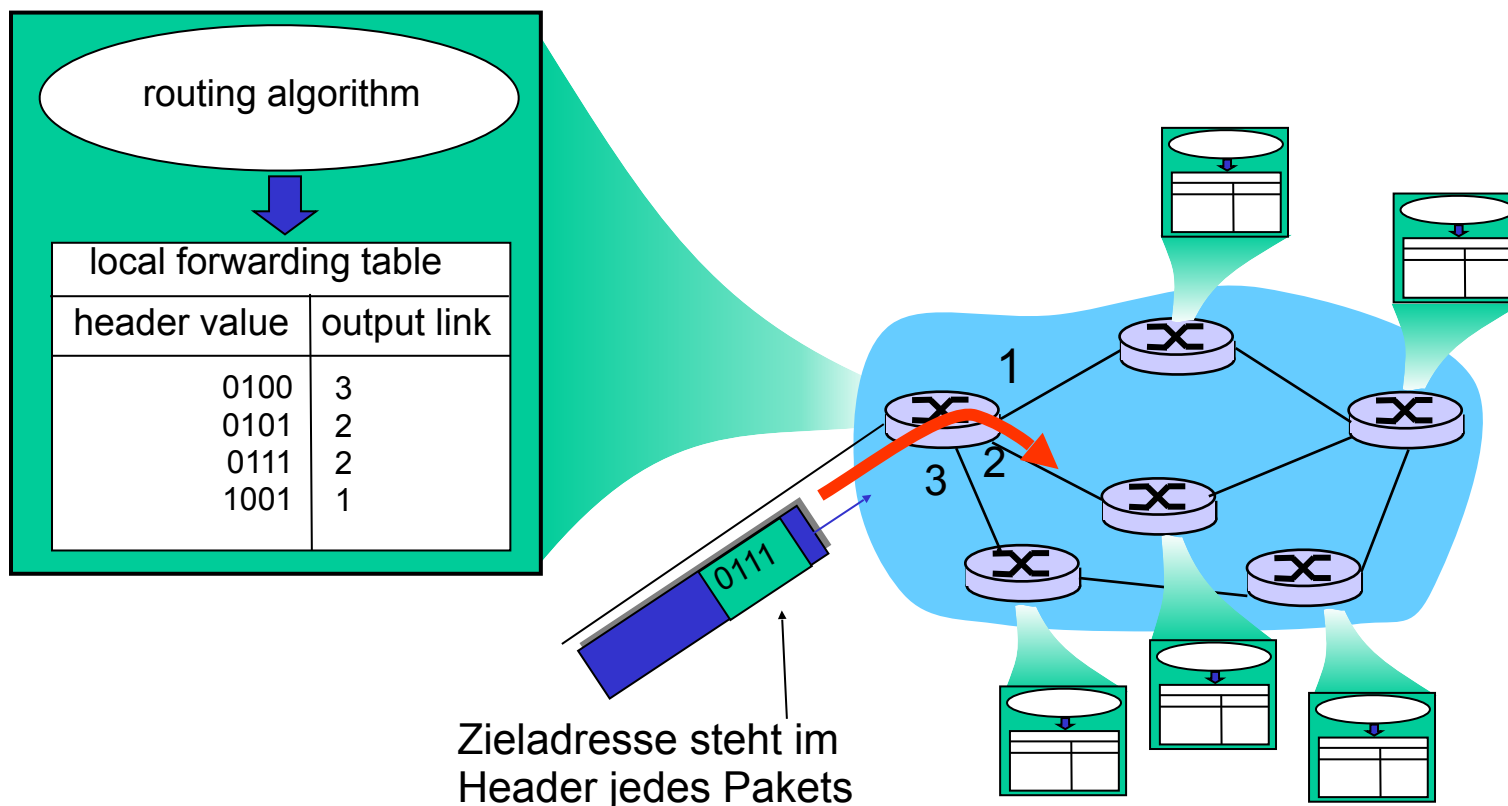 routing algorithm
local forwarding table
header value output link
0100 3
0101 2
0111 2
1001 1
1
2
3
0111
Zieladresse steht im
Header jedes Pakets